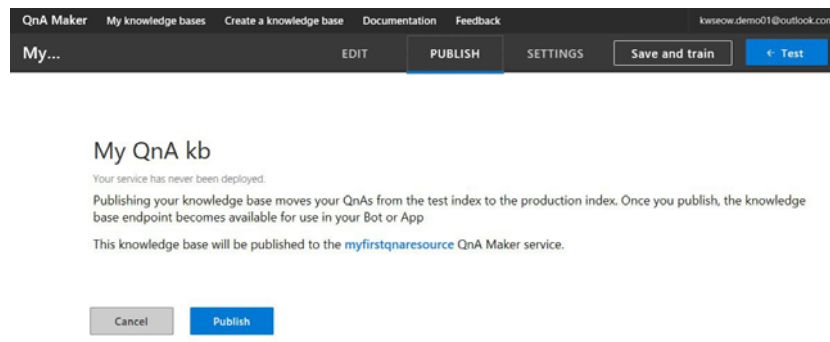 QnA Maker My knowledge bases Create a knowledge base Documentation Feedback kwseow.demo01@outlook.com
My... EDIT PUBLISH SETTINGS Save and train ← Test
My QnA kb
Your service has never been deployed.
Publishing your knowledge base moves your QnAs from the test index to the production index. Once you publish, the knowledge
base endpoint becomes available for use in your Bot or App
This knowledge base will be published to the myfirstqnaresource QnA Maker service.
Cancel Publish